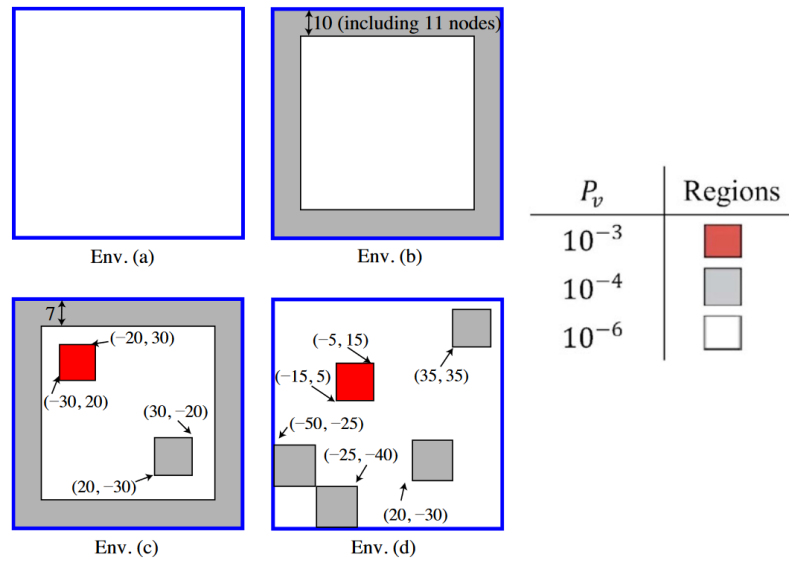 10 (including 11 nodes)
Env. (a)
Env. (b)
P_v Regions
10^{-3}
10^{-4}
10^{-6}
7
(−20, 30)
(−30, 20)
(30, −20)
(20, −30)
Env. (c)
(−5, 15)
(−15, 5)
(35, 35)
(−50, −25)
(−25, −40)
(20, −30)
Env. (d)